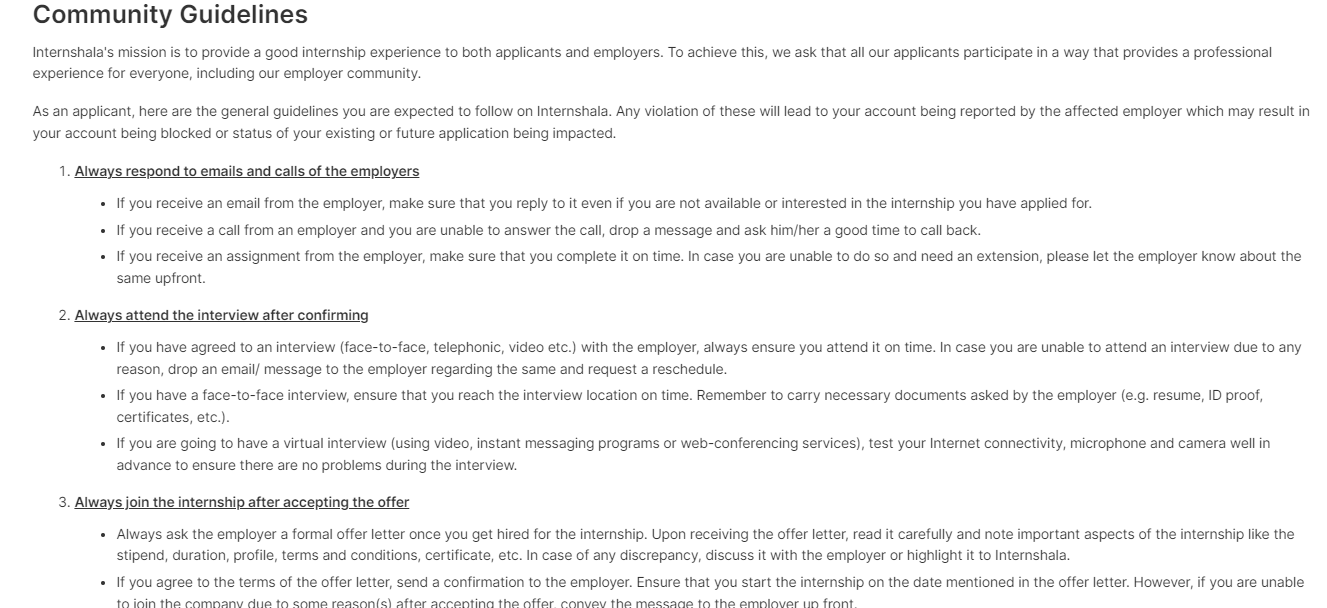 Community Guidelines
Internshala's mission is to provide a good internship experience to both applicants and employers. To achieve this, we ask that all our applicants participate in a way that provides a professional
experience for everyone, including our employer community.
As an applicant, here are the general guidelines you are expected to follow on Internshala. Any violation of these will lead to your account being reported by the affected employer which may result in
your account being blocked or status of your existing or future application being impacted.
1. Always respond to emails and calls of the employers
• If you receive an email from the employer, make sure that you reply to it even if you are not available or interested in the internship you have applied for.
• If you receive a call from an employer and you are unable to answer the call, drop a message and ask him/her a good time to call back.
• If you receive an assignment from the employer, make sure that you complete it on time. In case you are unable to do so and need an extension, please let the employer know about the
same upfront.
2. Always attend the interview after confirming
• If you have agreed to an interview (face-to-face, telephonic, video etc.) with the employer, always ensure you attend it on time. In case you are unable to attend an interview due to any
reason, drop an email/ message to the employer regarding the same and request a reschedule.
• If you have a face-to-face interview, ensure that you reach the interview location on time. Remember to carry necessary documents asked by the employer (e.g. resume, ID proof,
certificates, etc.).
• If you are going to have a virtual interview (using video, instant messaging programs or web-conferencing services), test your Internet connectivity, microphone and camera well in
advance to ensure there are no problems during the interview.
3. Always join the internship after accepting the offer
• Always ask the employer a formal offer letter once you get hired for the internship. Upon receiving the offer letter, read it carefully and note important aspects of the internship like the
stipend, duration, profile, terms and conditions, certificate, etc. In case of any discrepancy, discuss it with the employer or highlight it to Internshala.
• If you agree to the terms of the offer letter, send a confirmation to the employer. Ensure that you start the internship on the date mentioned in the offer letter. However, if you are unable
to join the company due to some reason(s) after accepting the offer, convey the message to the employer up front.